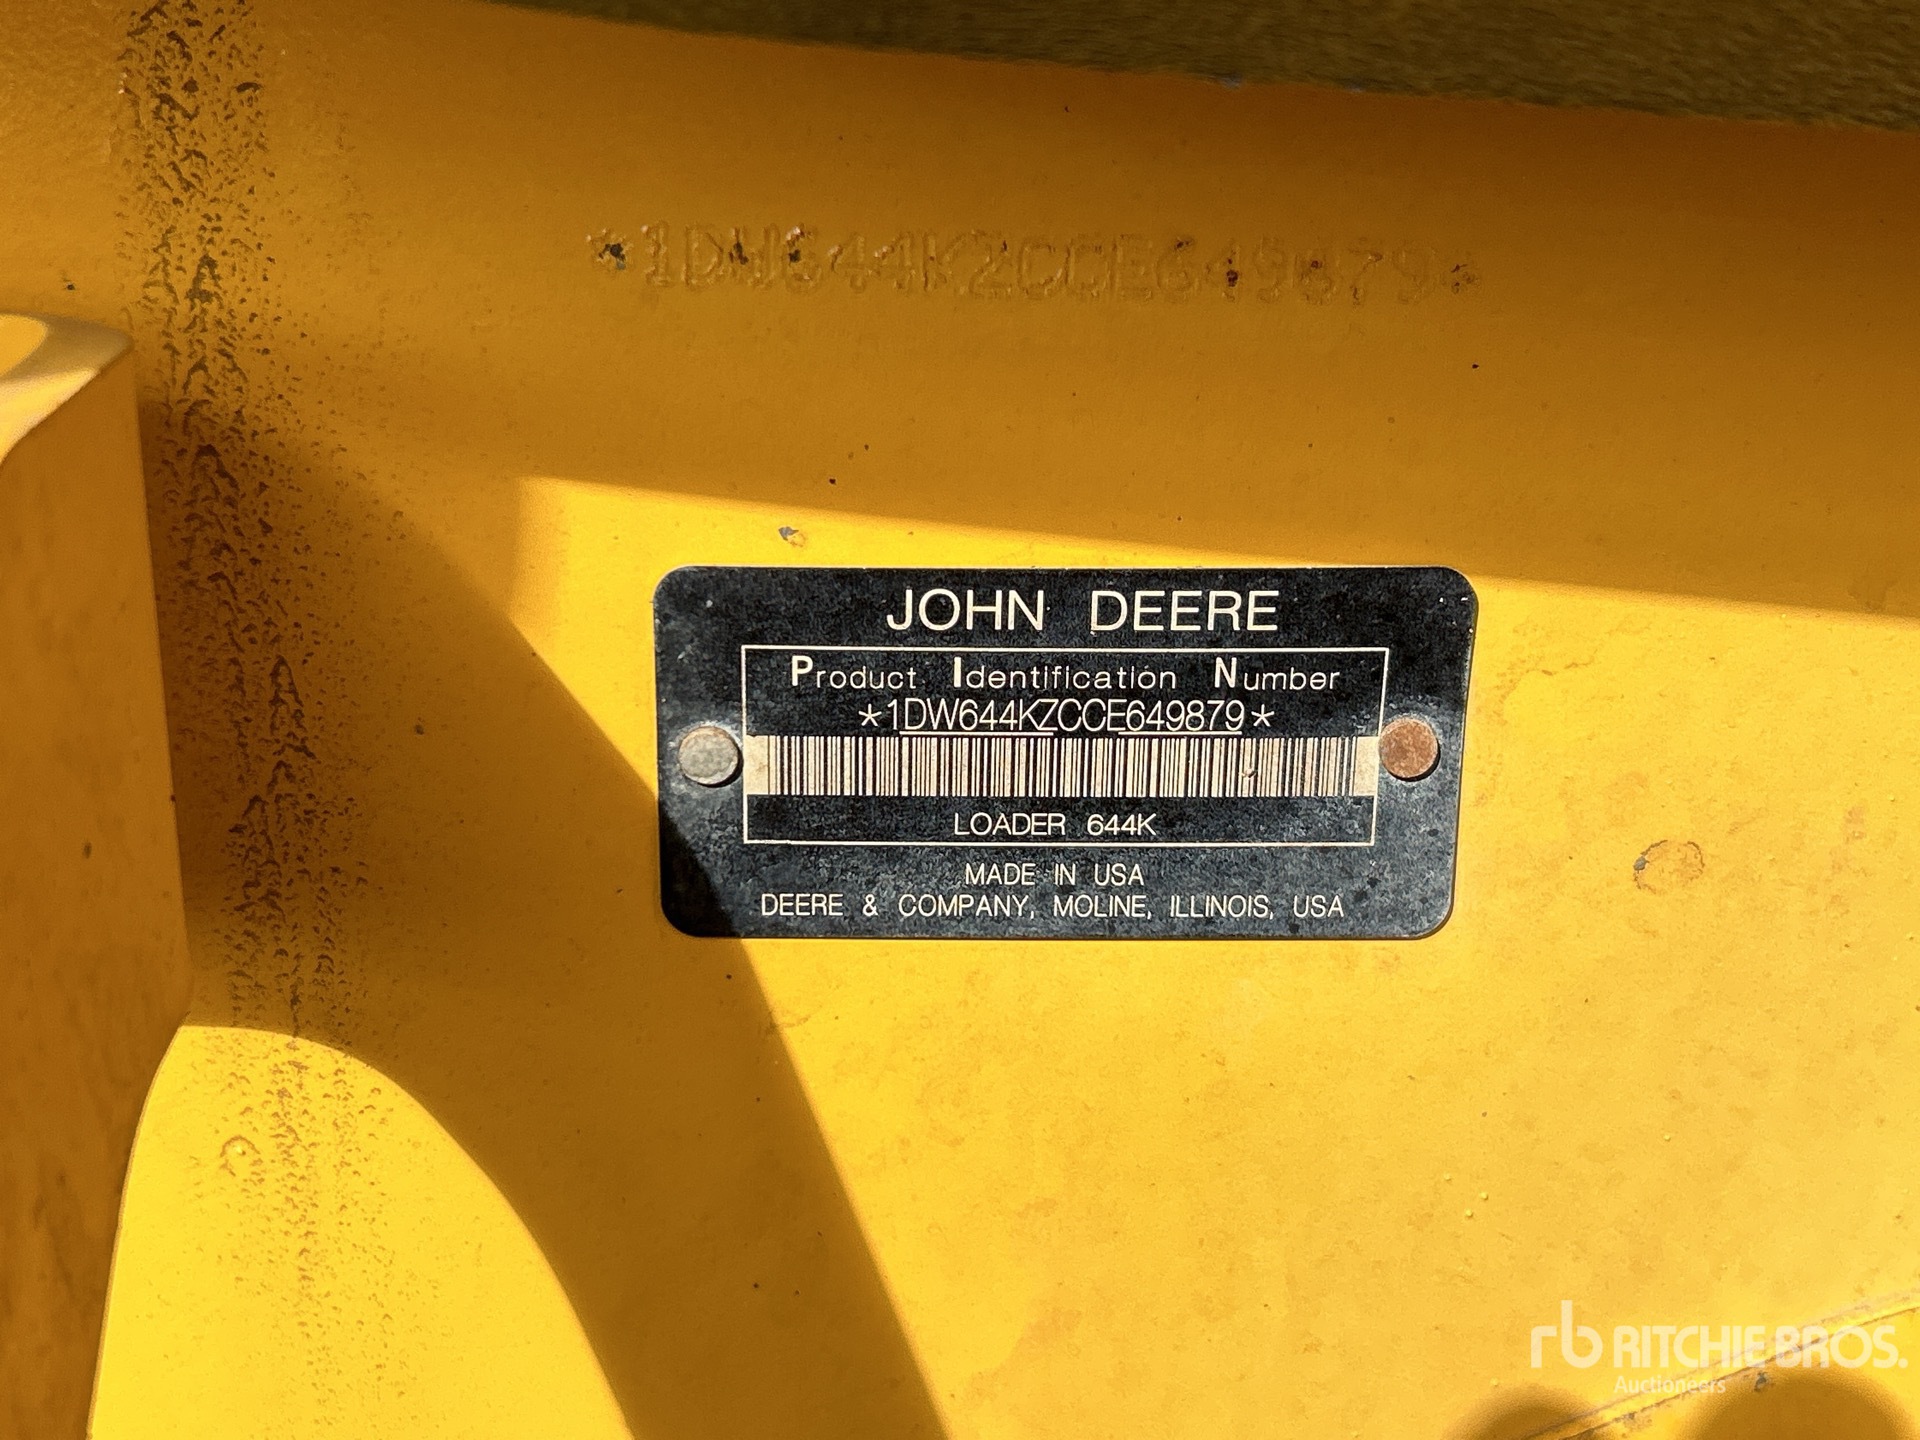 *1DW644KZCCE649879*
JOHN DEERE
Product Identification Number
*1DW644KZCCE649879*
LOADER 644K
MADE IN USA
DEERE & COMPANY, MOLINE, ILLINOIS, USA
rb RITCHIE BROS.
Auctioneers